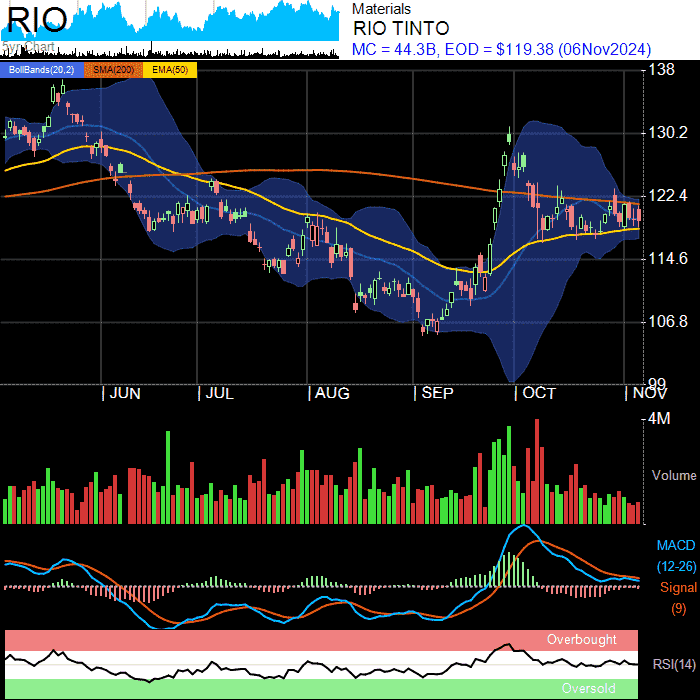 RIO
Materials
RIO TINTO
MC = 44.3B, EOD = $119.38 (06Nov2024)
BollBands(20,2) SMA(200) EMA(50)
138
130.2
122.4
114.6
106.8
99
JUN JUL AUG SEP OCT NOV
4M
Volume
MACD
(12-26)
Signal
(9)
Overbought
RSI(14)
Oversold